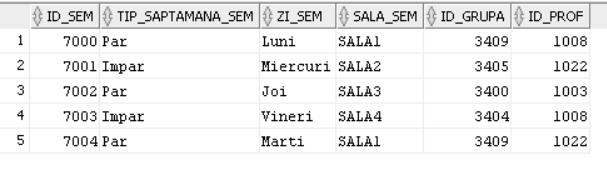 ID_SEM TIP_SAPTAMANA_SEM ZI_SEM SALA_SEM ID_GRUPA ID_PROF
1 7000 Par Luni SALA1 3409 1008
2 7001 Impar Miercuri SALA2 3405 1022
3 7002 Par Joi SALA3 3400 1003
4 7003 Impar Vineri SALA4 3404 1008
5 7004 Par Marti SALA1 3409 1022